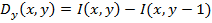 D_y(x, y) = I(x, y) − I(x, y − 1)